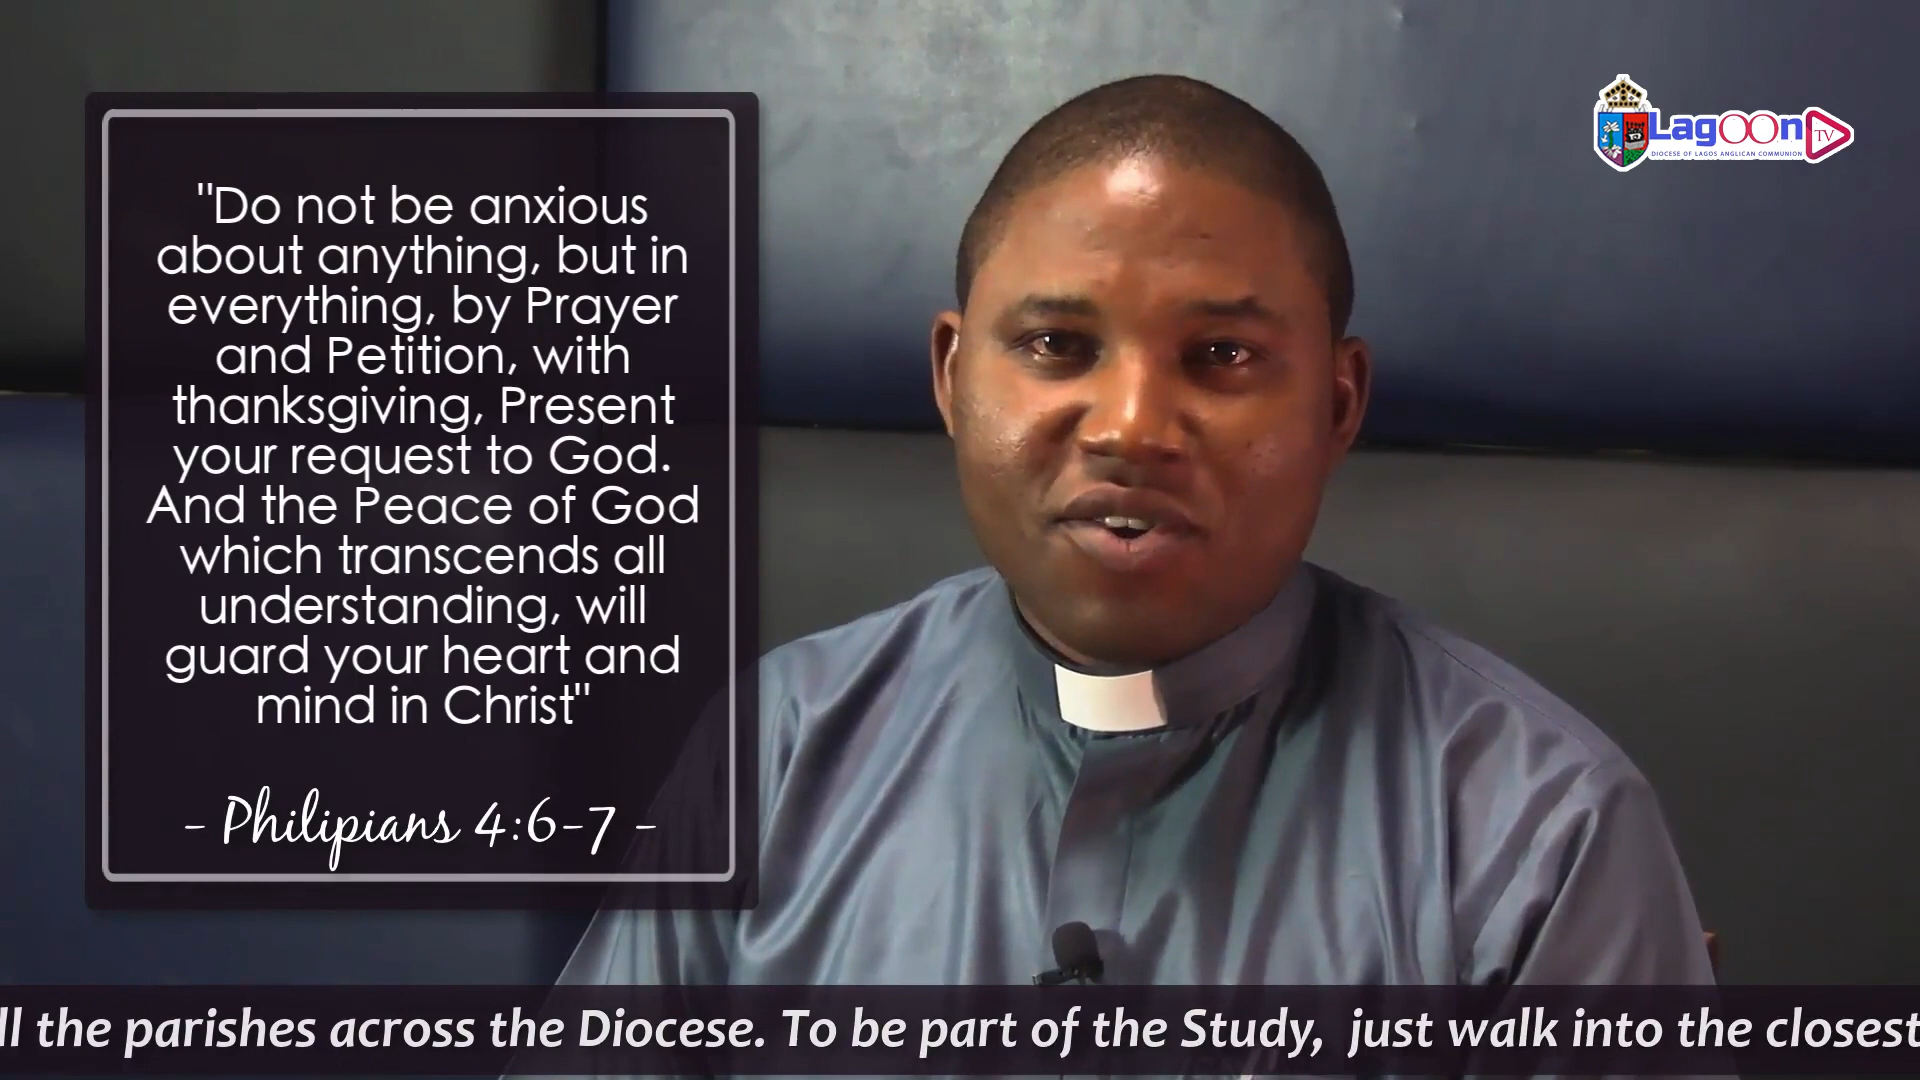 "Do not be anxious
about anything, but in
everything, by Prayer
and Petition, with
thanksgiving, Present
your request to God.
And the Peace of God
which transcends all
understanding, will
guard your heart and
mind in Christ"
- Philipians 4:6-7 -
Lagoon TV
DIOCESE OF LAGOS ANGLICAN COMMUNION
ll the parishes across the Diocese. To be part of the Study, just walk into the closest